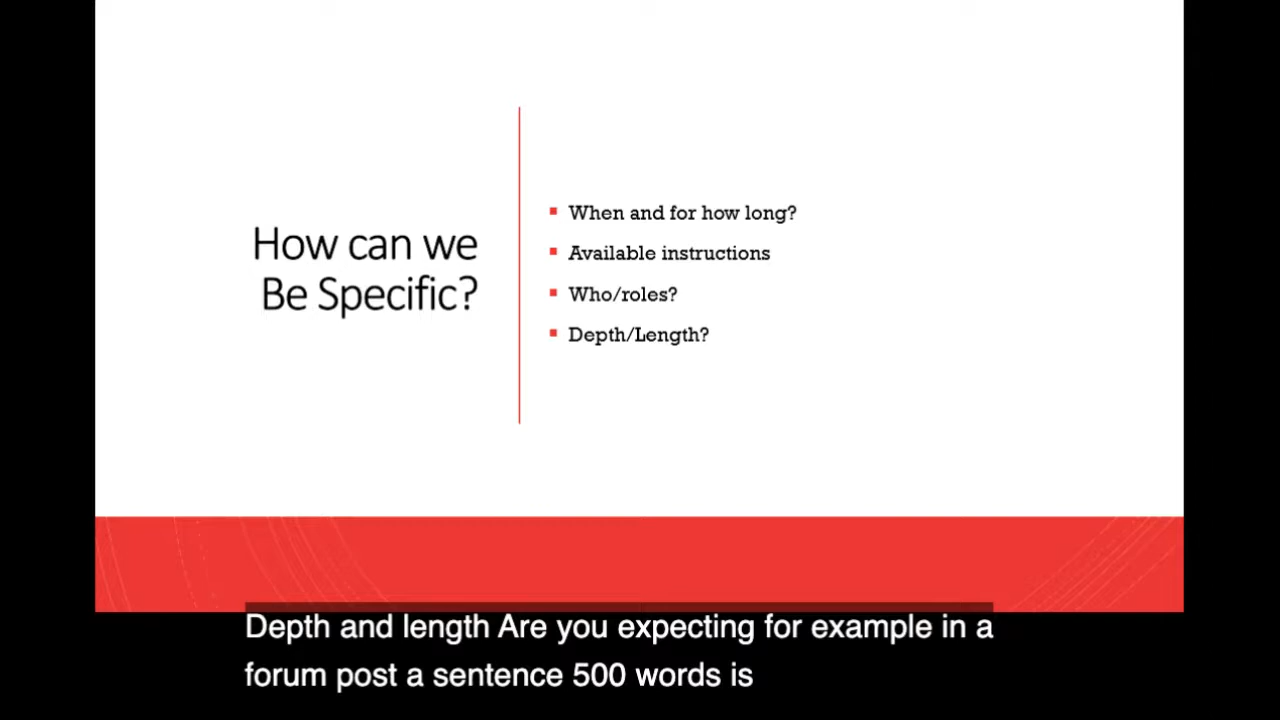 How can we
Be Specific?
When and for how long?
Available instructions
Who/roles?
Depth/Length?
Depth and length Are you expecting for example in a
forum post a sentence 500 words is